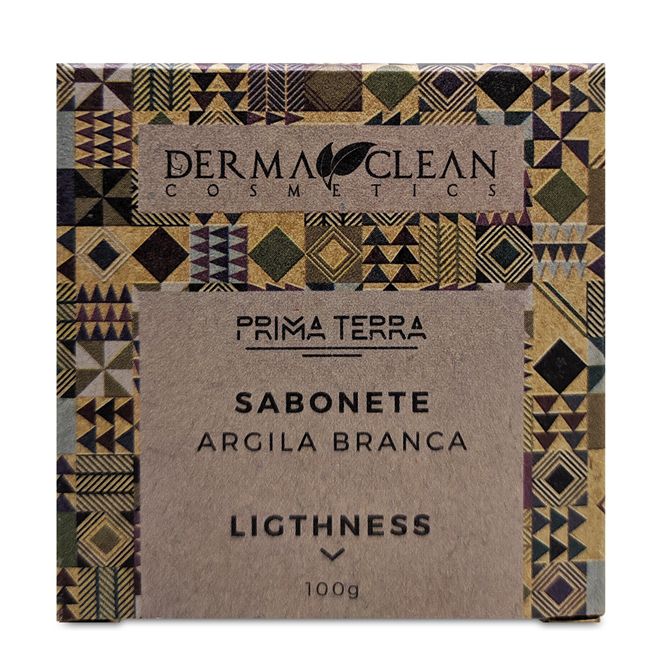 DERMA CLEAN
COSMETICS
PRIMA TERRA
SABONETE
ARGILA BRANCA
LIGTHNESS
100g